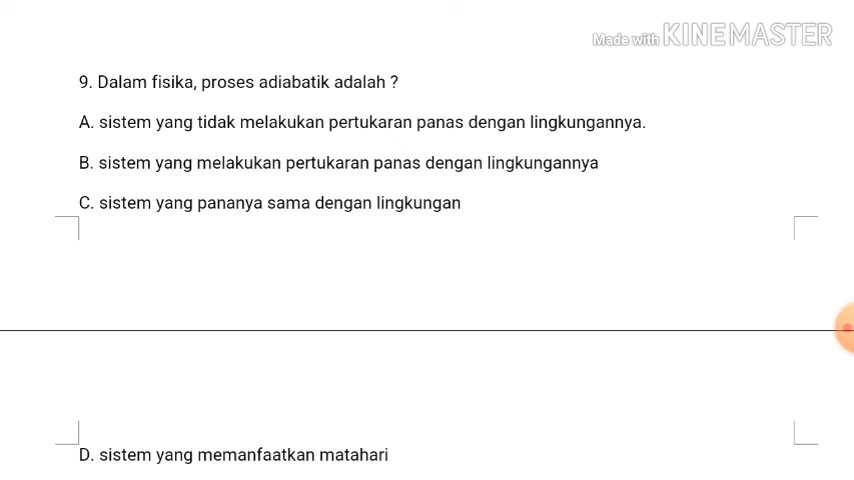 Made with KINEMASTER
9. Dalam fisika, proses adiabatik adalah ?
A. sistem yang tidak melakukan pertukaran panas dengan lingkungannya.
B. sistem yang melakukan pertukaran panas dengan lingkungannya
C. sistem yang pananya sama dengan lingkungan
D. sistem yang memanfaatkan matahari